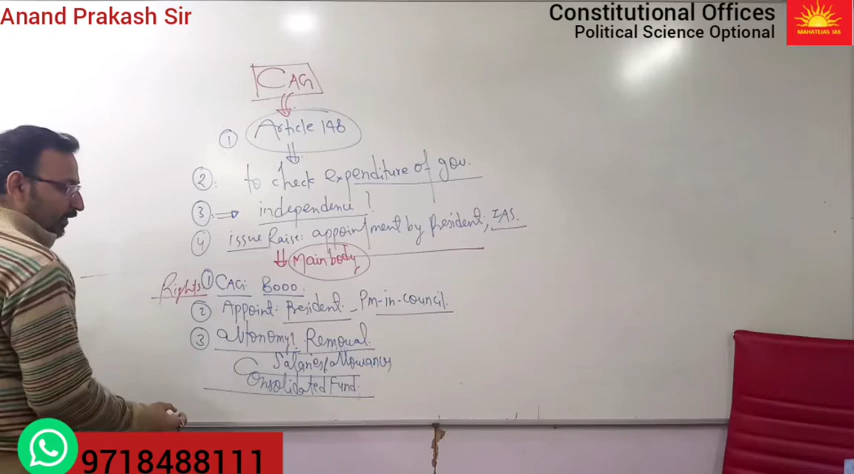 Anand Prakash Sir
Constitutional Offices
Political Science Optional
MAHATEJAS IAS
CAG
① Article 148
② to check expenditure of gov.
③ ⇒ independence ?
④ issue Raise: appointment by President, IAS.
Main body
Rights ① CAG: 8000.
② Appoint. President - Pm-in-council.
③ autonomy: Removal.
Salaries/allowances
Consolidated Fund.
9718488111